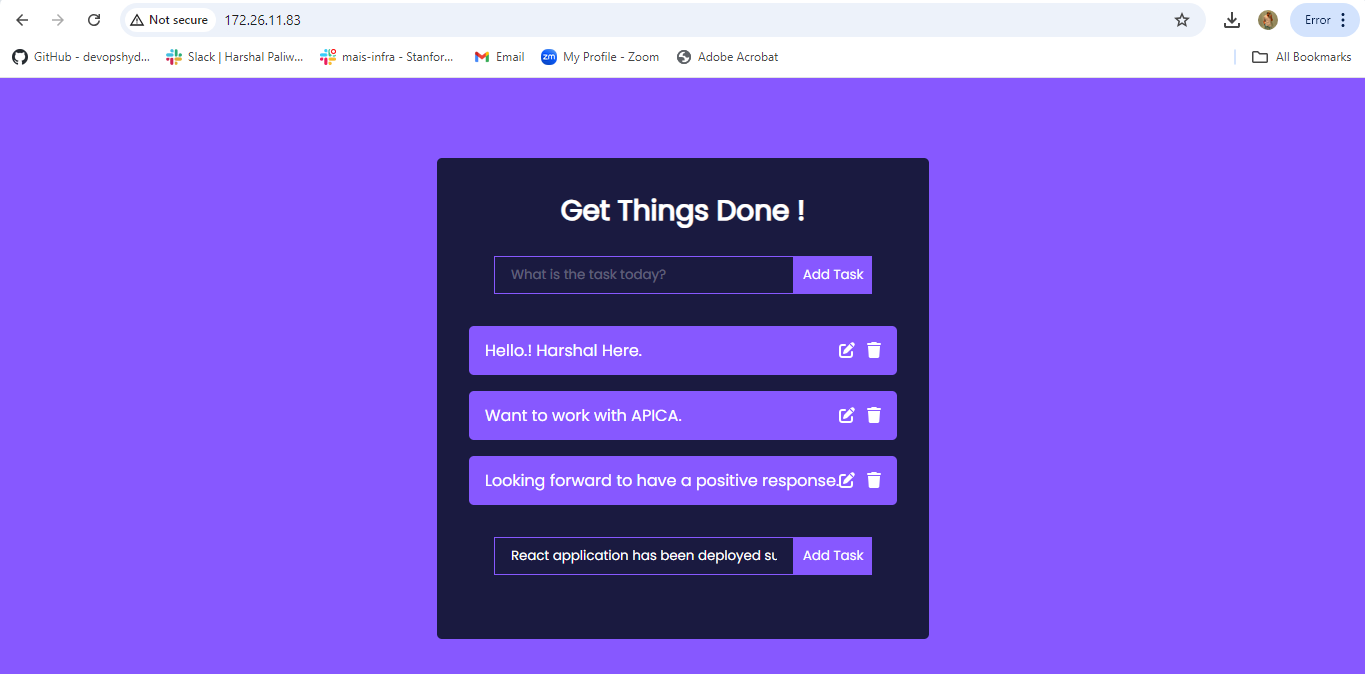 Not secure 172.26.11.83 Error
GitHub - devopshyd... Slack | Harshal Paliw... mais-infra - Stanfor... Email zm My Profile - Zoom Adobe Acrobat All Bookmarks
Get Things Done !
What is the task today? Add Task
Hello.! Harshal Here.
Want to work with APICA.
Looking forward to have a positive response.
React application has been deployed su Add Task